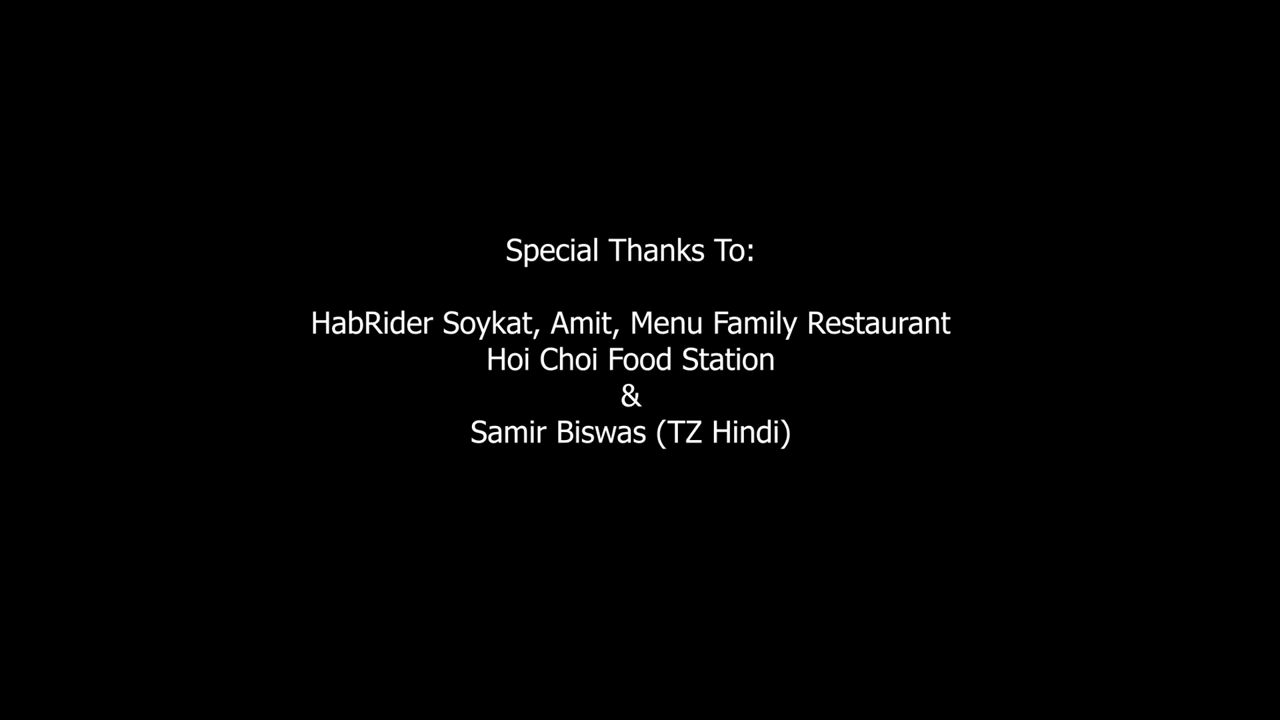 Special Thanks To:
HabRider Soykat, Amit, Menu Family Restaurant
Hoi Choi Food Station
&
Samir Biswas (TZ Hindi)